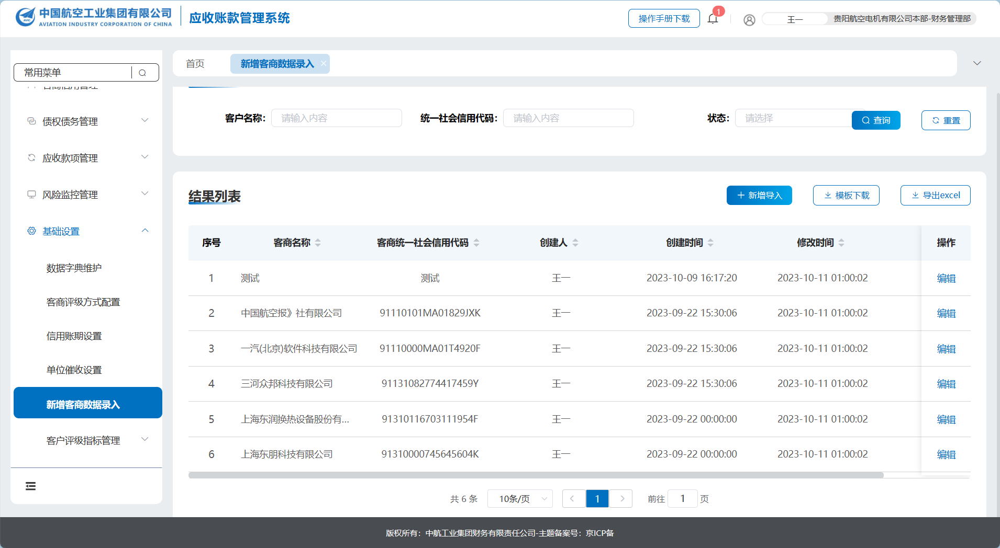 中国航空工业集团有限公司
AVIATION INDUSTRY CORPORATION OF CHINA
AVIC
应收账款管理系统
操作手册下载
1
王一
贵阳航空电机有限公司本部-财务管理部
常用菜单
债权债务管理
应收款项管理
风险监控管理
基础设置
数据字典维护
客商评级方式配置
信用账期设置
单位催收设置
新增客商数据录入
客户评级指标管理
首页
新增客商数据录入
客户名称： 请输入内容 统一社会信用代码： 请输入内容 状态： 请选择 查询 重置
结果列表 新增导入 模板下载 导出excel
序号 客商名称 客商统一社会信用代码 创建人 创建时间 修改时间 操作
1 测试 测试 王一 2023-10-09 16:17:20 2023-10-11 01:00:02 编辑
2 中国航空报》社有限公司 91110101MA01829JXK 王一 2023-09-22 15:30:06 2023-10-11 01:00:02 编辑
3 一汽(北京)软件科技有限公司 91110000MA01T4920F 王一 2023-09-22 15:30:06 2023-10-11 01:00:02 编辑
4 三河众邦科技有限公司 91131082774417459Y 王一 2023-09-22 15:30:06 2023-10-11 01:00:02 编辑
5 上海东润换热设备股份有... 91310116703111954F 王一 2023-09-22 00:00:00 2023-10-11 01:00:02 编辑
6 上海东朋科技有限公司 91310000745645604K 王一 2023-09-22 00:00:00 2023-10-11 01:00:02 编辑
共 6 条 10条/页 1 前往 1 页
版权所有：中航工业集团财务有限责任公司-主题备案号：京ICP备